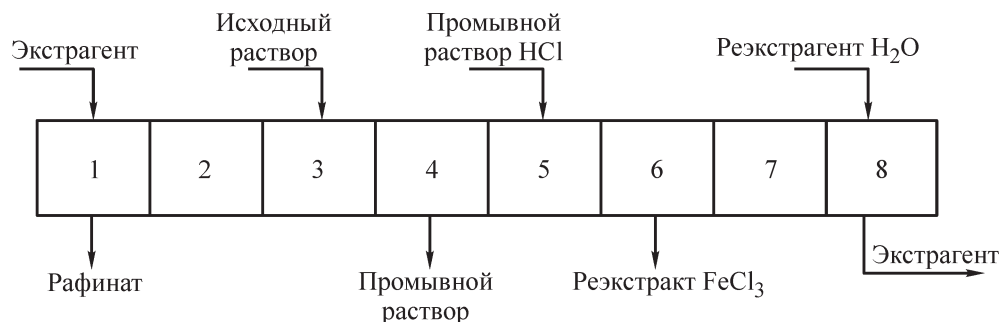 Экстрагент
Исходный
раствор
Промывной
раствор HCl
Реэкстрагент H₂O
1 2 3 4 5 6 7 8
Рафинат
Промывной
раствор
Реэкстракт FeCl₃
Экстрагент